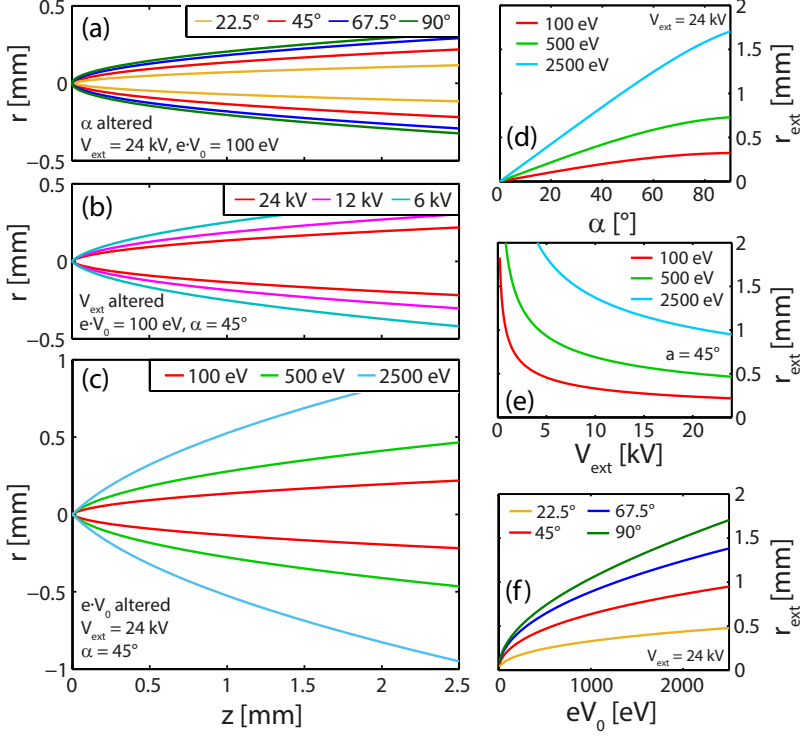 (a)
22.5° 45° 67.5° 90°
0.5
0
−0.5
r [mm]
α altered
V_ext = 24 kV, e·V_0 = 100 eV
(b)
24 kV 12 kV 6 kV
0.5
0
−0.5
r [mm]
V_ext altered
e·V_0 = 100 eV, α = 45°
(c)
100 eV 500 eV 2500 eV
1
0.5
0
−0.5
−1
r [mm]
e·V_0 altered
V_ext = 24 kV
α = 45°
0 0.5 1 1.5 2 2.5
z [mm]
100 eV
500 eV
2500 eV
V_ext = 24 kV
(d)
2
1.5
1
0.5
0
r_ext [mm]
0 20 40 60 80
α [°]
100 eV
500 eV
2500 eV
a = 45°
(e)
2
1.5
1
0.5
0
r_ext [mm]
0 5 10 15 20
V_ext [kV]
22.5° 67.5°
45° 90°
(f)
V_ext = 24 kV
2
1.5
1
0.5
0
r_ext [mm]
0 1000 2000
eV_0 [eV]